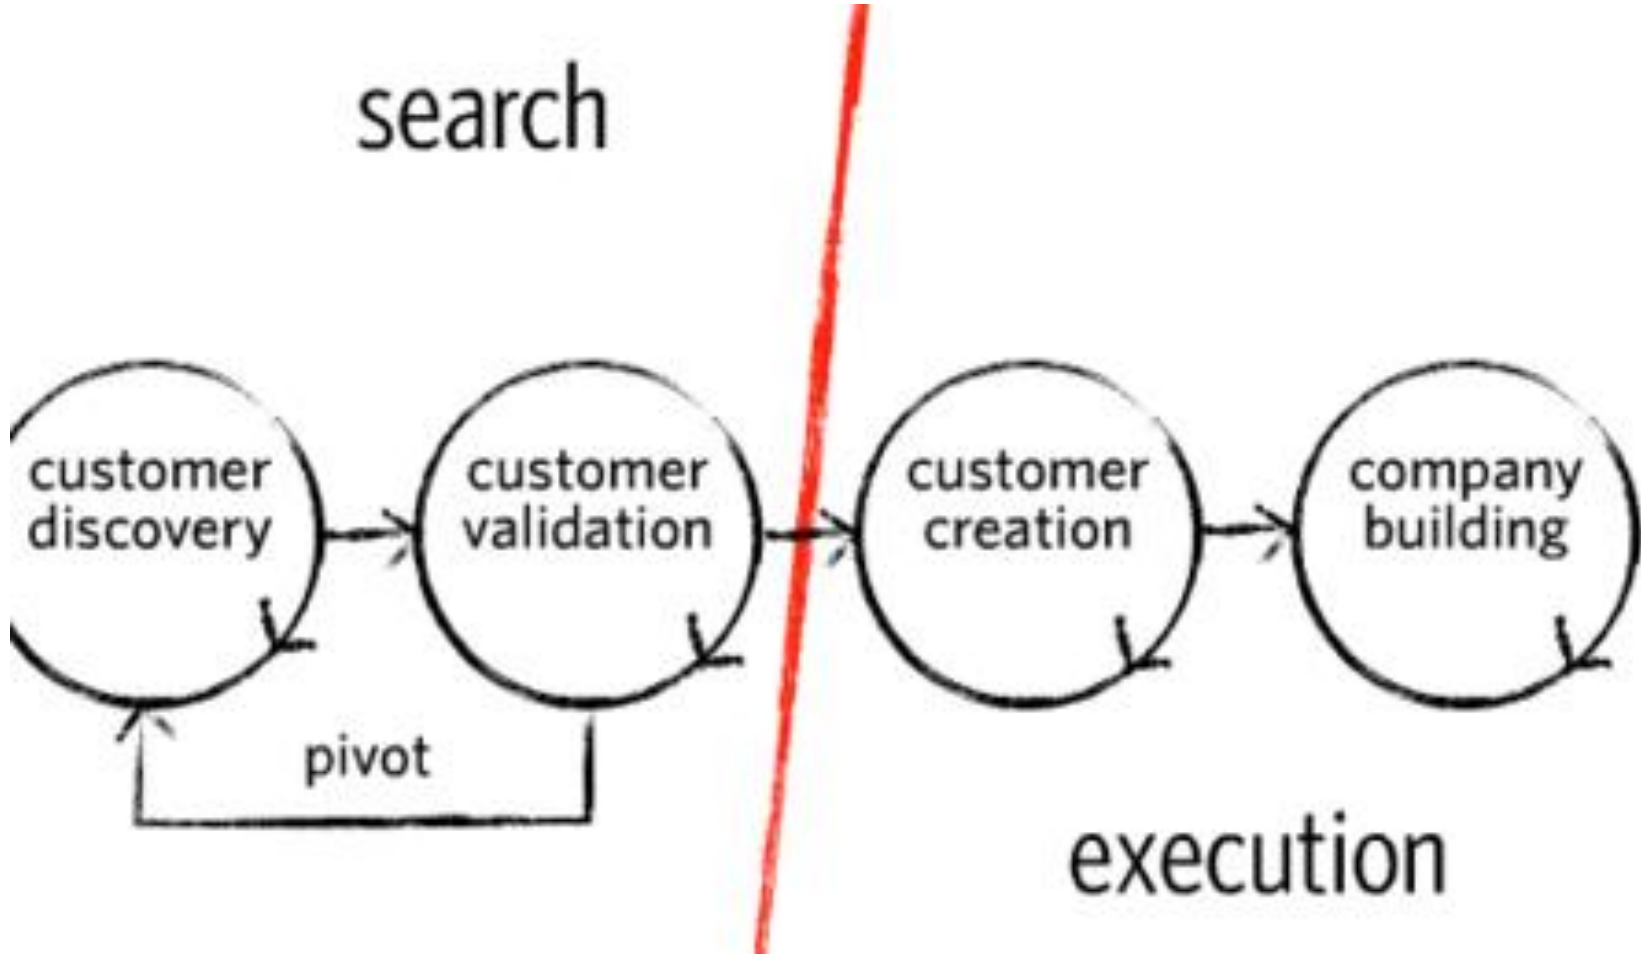 search
customer
discovery
customer
validation
customer
creation
company
building
pivot
execution